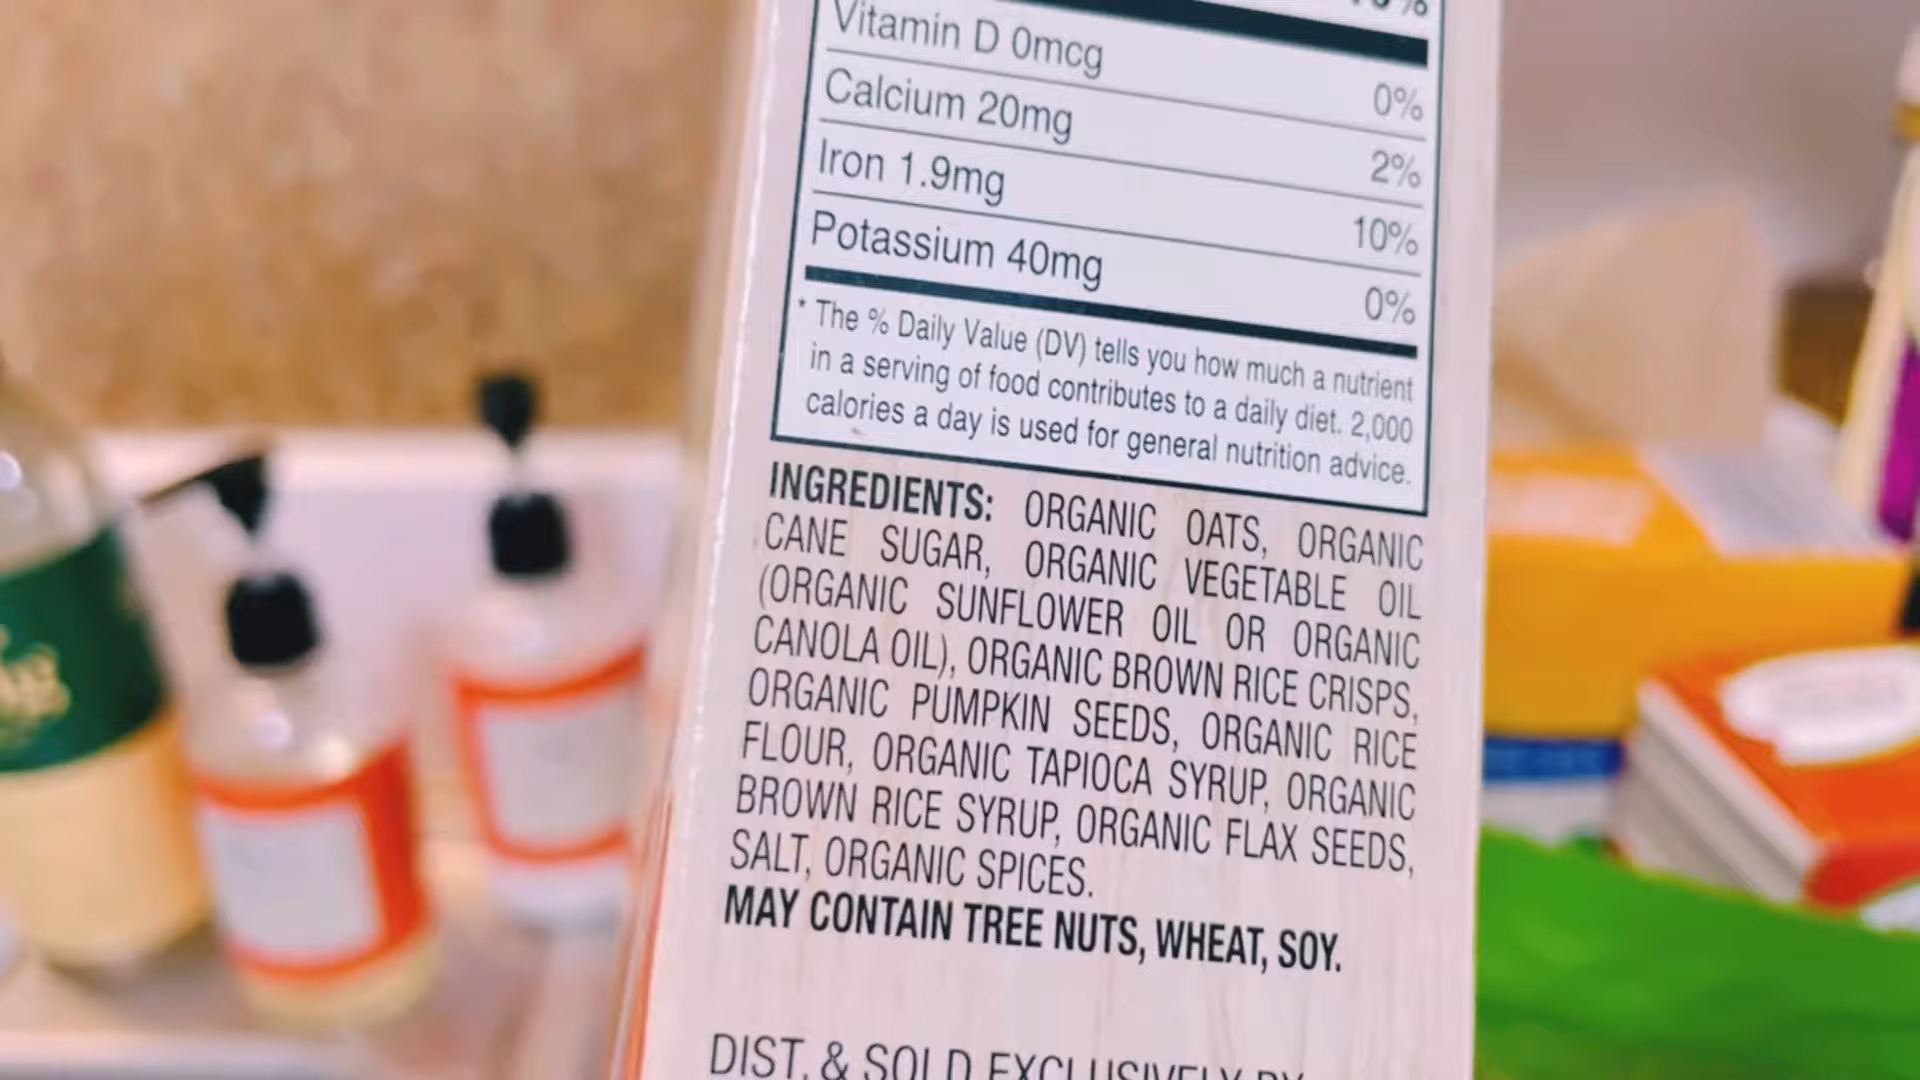 Vitamin D 0mcg 0%
Calcium 20mg 2%
Iron 1.9mg 10%
Potassium 40mg 0%
* The % Daily Value (DV) tells you how much a nutrient
in a serving of food contributes to a daily diet. 2,000
calories a day is used for general nutrition advice.
INGREDIENTS: ORGANIC OATS, ORGANIC
CANE SUGAR, ORGANIC VEGETABLE OIL
(ORGANIC SUNFLOWER OIL OR ORGANIC
CANOLA OIL), ORGANIC BROWN RICE CRISPS,
ORGANIC PUMPKIN SEEDS, ORGANIC RICE
FLOUR, ORGANIC TAPIOCA SYRUP, ORGANIC
BROWN RICE SYRUP, ORGANIC FLAX SEEDS,
SALT, ORGANIC SPICES.
MAY CONTAIN TREE NUTS, WHEAT, SOY.
DIST. & SOLD EXCLUSIVELY BY